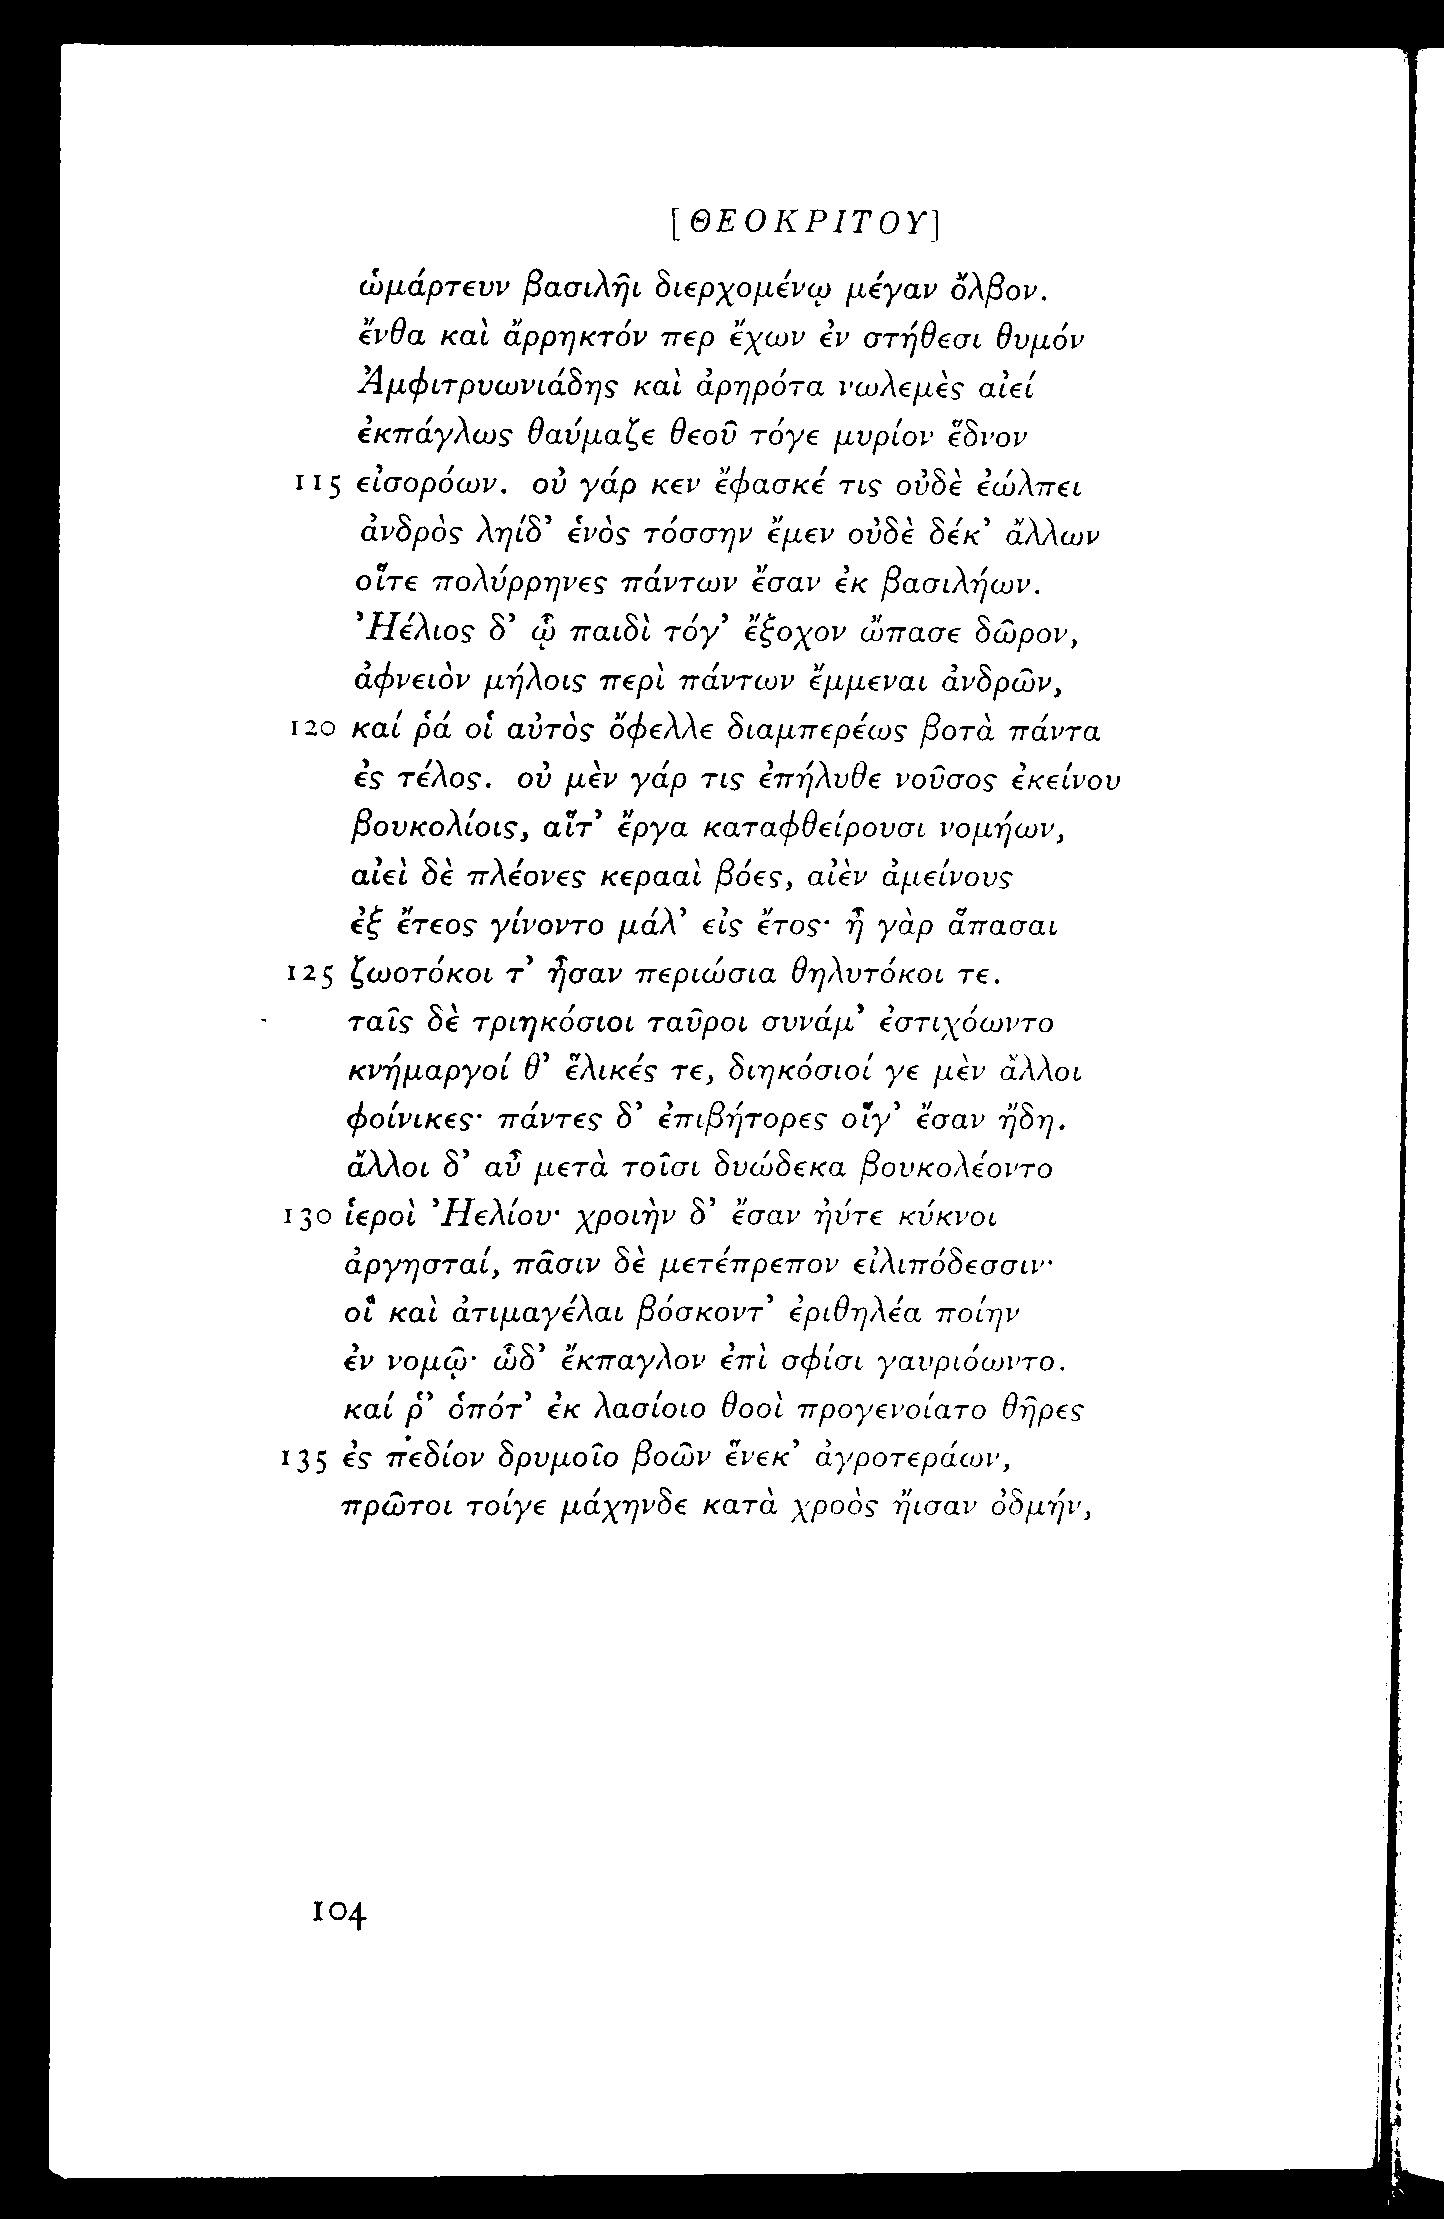 [ΘΕΟΚΡΙΤΟΥ]
ὡμάρτευν βασιλῆι διερχομένῳ μέγαν ὄλβον.
ἔνθα καὶ ἄρρηκτόν περ ἔχων ἐν στήθεσι θυμόν
Ἀμφιτρυωνιάδης καὶ ἀρηρότα νωλεμὲς αἰεί
ἐκπάγλως θαύμαζε θεοῦ τόγε μυρίον ἕδνον
115 εἰσορόων. οὐ γάρ κεν ἔφασκέ τις οὐδὲ ἐώλπει
ἀνδρὸς ληίδ’ ἑνὸς τόσσην ἔμεν οὐδὲ δέκ’ ἄλλων
οἵτε πολύρρηνες πάντων ἔσαν ἐκ βασιλήων.
Ἠέλιος δ’ ᾧ παιδὶ τόγ’ ἔξοχον ὤπασε δῶρον,
ἀφνειὸν μήλοις περὶ πάντων ἔμμεναι ἀνδρῶν,
120 καί ῥά οἱ αὐτὸς ὄφελλε διαμπερέως βοτὰ πάντα
ἐς τέλος. οὐ μὲν γάρ τις ἐπήλυθε νοῦσος ἐκείνου
βουκολίοις, αἵτ’ ἔργα καταφθείρουσι νομήων,
αἰεὶ δὲ πλέονες κερααὶ βόες, αἰὲν ἀμείνους
ἐξ ἔτεος γίνοντο μάλ’ εἰς ἔτος· ἦ γὰρ ἅπασαι
125 ζωοτόκοι τ’ ἦσαν περιώσια θηλυτόκοι τε.
ταῖς δὲ τριηκόσιοι ταῦροι συνάμ’ ἐστιχόωντο
κνήμαργοί θ’ ἕλικές τε, διηκόσιοί γε μὲν ἄλλοι
φοίνικες· πάντες δ’ ἐπιβήτορες οἵγ’ ἔσαν ἤδη.
ἄλλοι δ’ αὖ μετὰ τοῖσι δυώδεκα βουκολέοντο
130 ἱεροὶ Ἠελίου· χροιὴν δ’ ἔσαν ἠύτε κύκνοι
ἀργησταί, πᾶσιν δὲ μετέπρεπον εἰλιπόδεσσιν·
οἳ καὶ ἀτιμαγέλαι βόσκοντ’ ἐριθηλέα ποίην
ἐν νομῷ· ὧδ’ ἔκπαγλον ἐπὶ σφίσι γαυριόωντο.
καί ῥ’ ὁπότ’ ἐκ λασίοιο θοοὶ προγενοίατο θῆρες
135 ἐς πεδίον δρυμοῖο βοῶν ἕνεκ’ ἀγροτεράων,
πρῶτοι τοίγε μάχηνδε κατὰ χροὸς ἤισαν ὀδμήν,
104